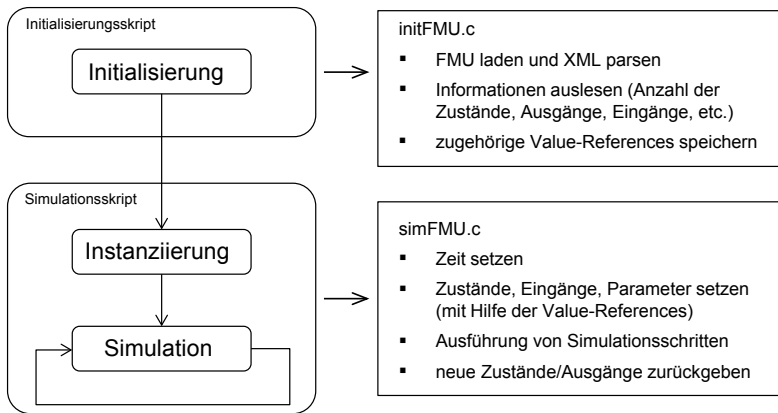 Initialisierungsskript
Initialisierung
initFMU.c
▪ FMU laden und XML parsen
▪ Informationen auslesen (Anzahl der
Zustände, Ausgänge, Eingänge, etc.)
▪ zugehörige Value-References speichern
Simulationsskript
Instanziierung
Simulation
simFMU.c
▪ Zeit setzen
▪ Zustände, Eingänge, Parameter setzen
(mit Hilfe der Value-References)
▪ Ausführung von Simulationsschritten
▪ neue Zustände/Ausgänge zurückgeben